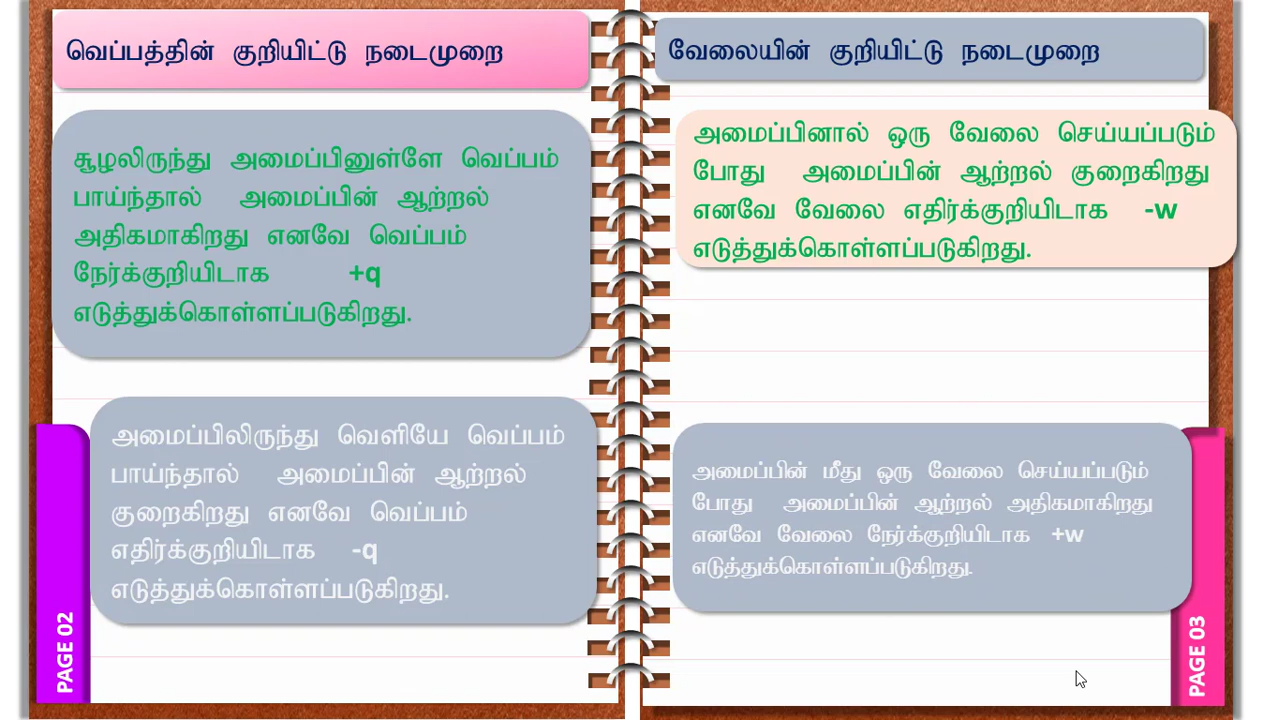 வெப்பத்தின் குறியிட்டு நடைமுறை
சூழலிருந்து அமைப்பினுள்ளே வெப்பம்
பாய்ந்தால் அமைப்பின் ஆற்றல்
அதிகமாகிறது எனவே வெப்பம்
நேர்க்குறியிடாக +q
எடுத்துக்கொள்ளப்படுகிறது.
அமைப்பிலிருந்து வெளியே வெப்பம்
பாய்ந்தால் அமைப்பின் ஆற்றல்
குறைகிறது எனவே வெப்பம்
எதிர்க்குறியிடாக -q
எடுத்துக்கொள்ளப்படுகிறது.
PAGE 02
வேலையின் குறியிட்டு நடைமுறை
அமைப்பினால் ஒரு வேலை செய்யப்படும்
போது அமைப்பின் ஆற்றல் குறைகிறது
எனவே வேலை எதிர்க்குறியிடாக -w
எடுத்துக்கொள்ளப்படுகிறது.
அமைப்பின் மீது ஒரு வேலை செய்யப்படும்
போது அமைப்பின் ஆற்றல் அதிகமாகிறது
எனவே வேலை நேர்க்குறியிடாக +w
எடுத்துக்கொள்ளப்படுகிறது.
PAGE 03